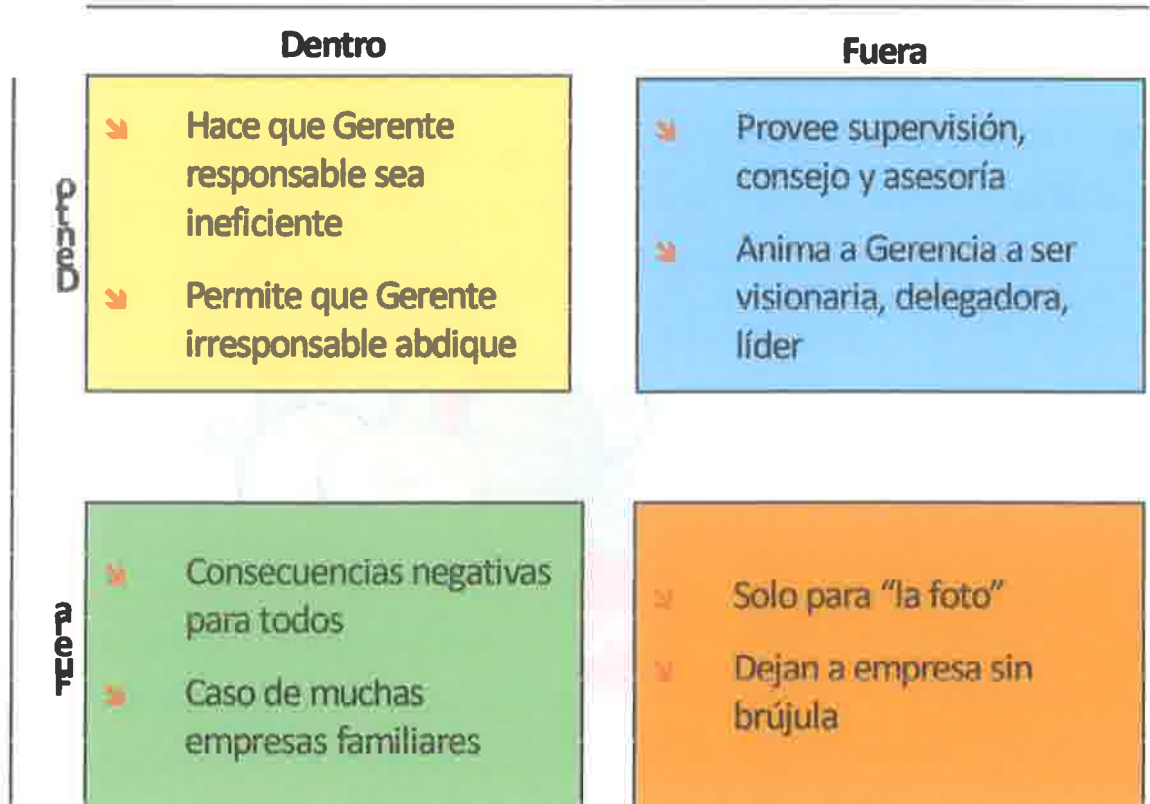 Dentro
Fuera
Dentro
Hace que Gerente
responsable sea
ineficiente
Permite que Gerente
irresponsable abdique
Provee supervisión,
consejo y asesoría
Anima a Gerencia a ser
visionaria, delegadora,
líder
Fuera
Consecuencias negativas
para todos
Caso de muchas
empresas familiares
Solo para "la foto"
Dejan a empresa sin
brújula